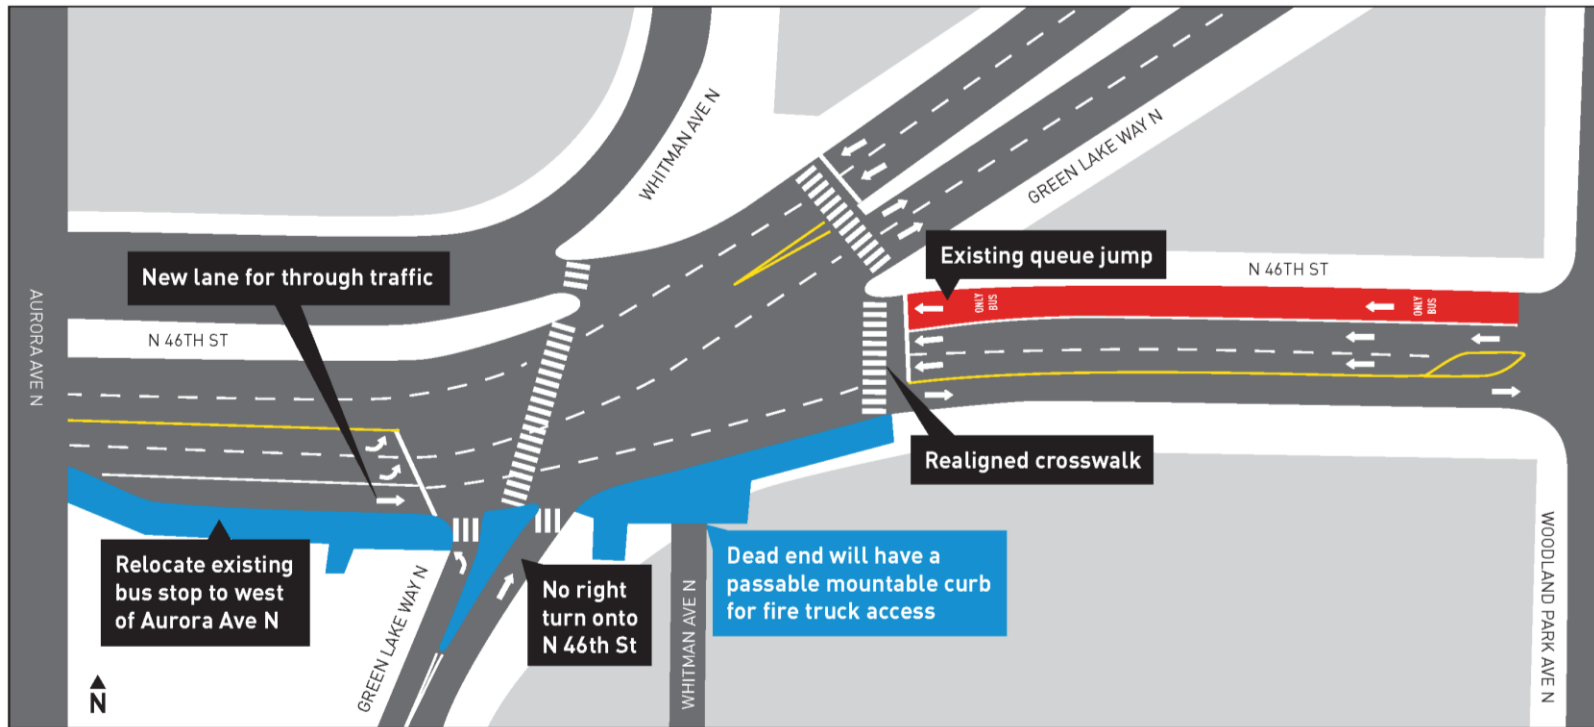 WHITMAN AVE N
GREEN LAKE WAY N
Existing queue jump
N 46TH ST
New lane for through traffic
AURORA AVE N
N 46TH ST
ONLY
BUS
ONLY
BUS
Realigned crosswalk
Relocate existing
bus stop to west
of Aurora Ave N
GREEN LAKE WAY N
No right
turn onto
N 46th St
WHITMAN AVE N
Dead end will have a
passable mountable curb
for fire truck access
WOODLAND PARK AVE N
N